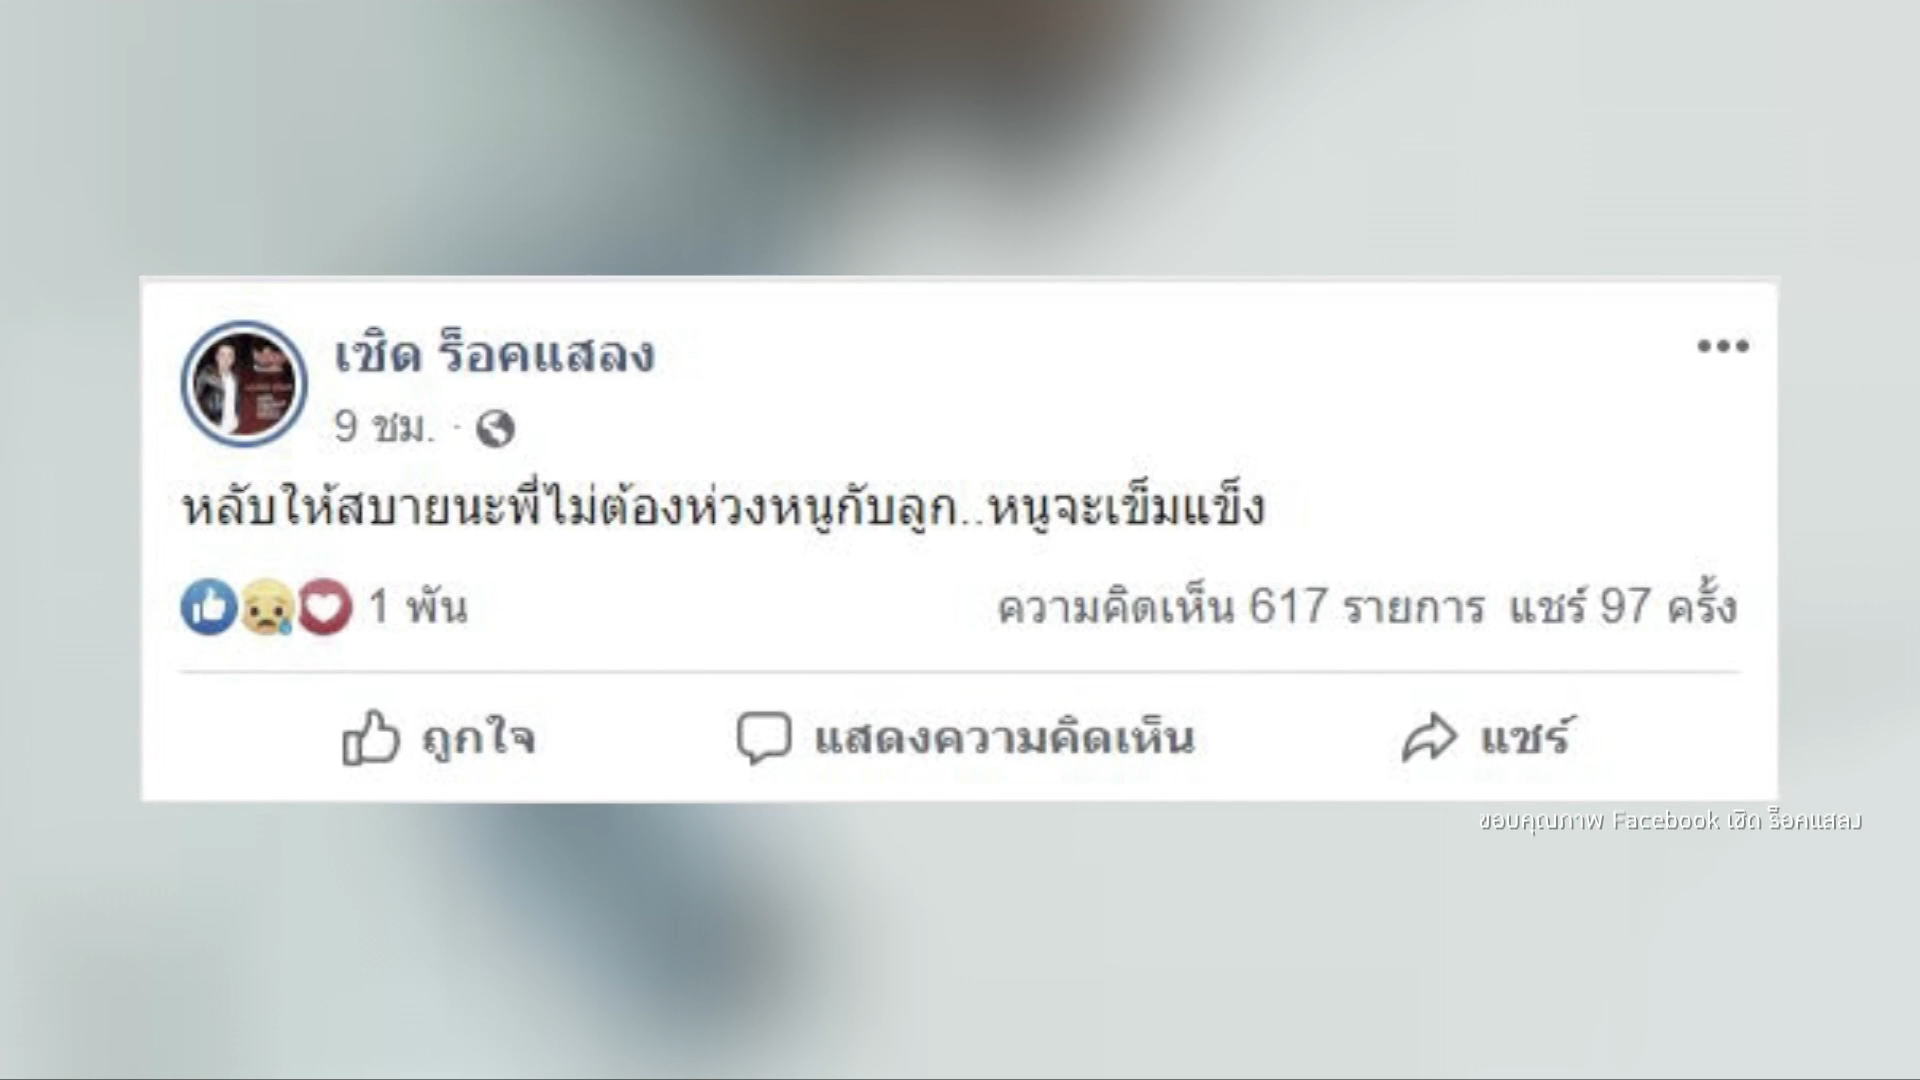 เชิด ร็อคแสลง
9 ชม. ·
หลับให้สบายนะพี่ไม่ต้องห่วงหนูกับลูก..หนูจะเข็มแข็ง
1 พัน ความคิดเห็น 617 รายการ แชร์ 97 ครั้ง
ถูกใจ แสดงความคิดเห็น แชร์
ขอบคุณภาพ Facebook เชิด ร็อคแสลง